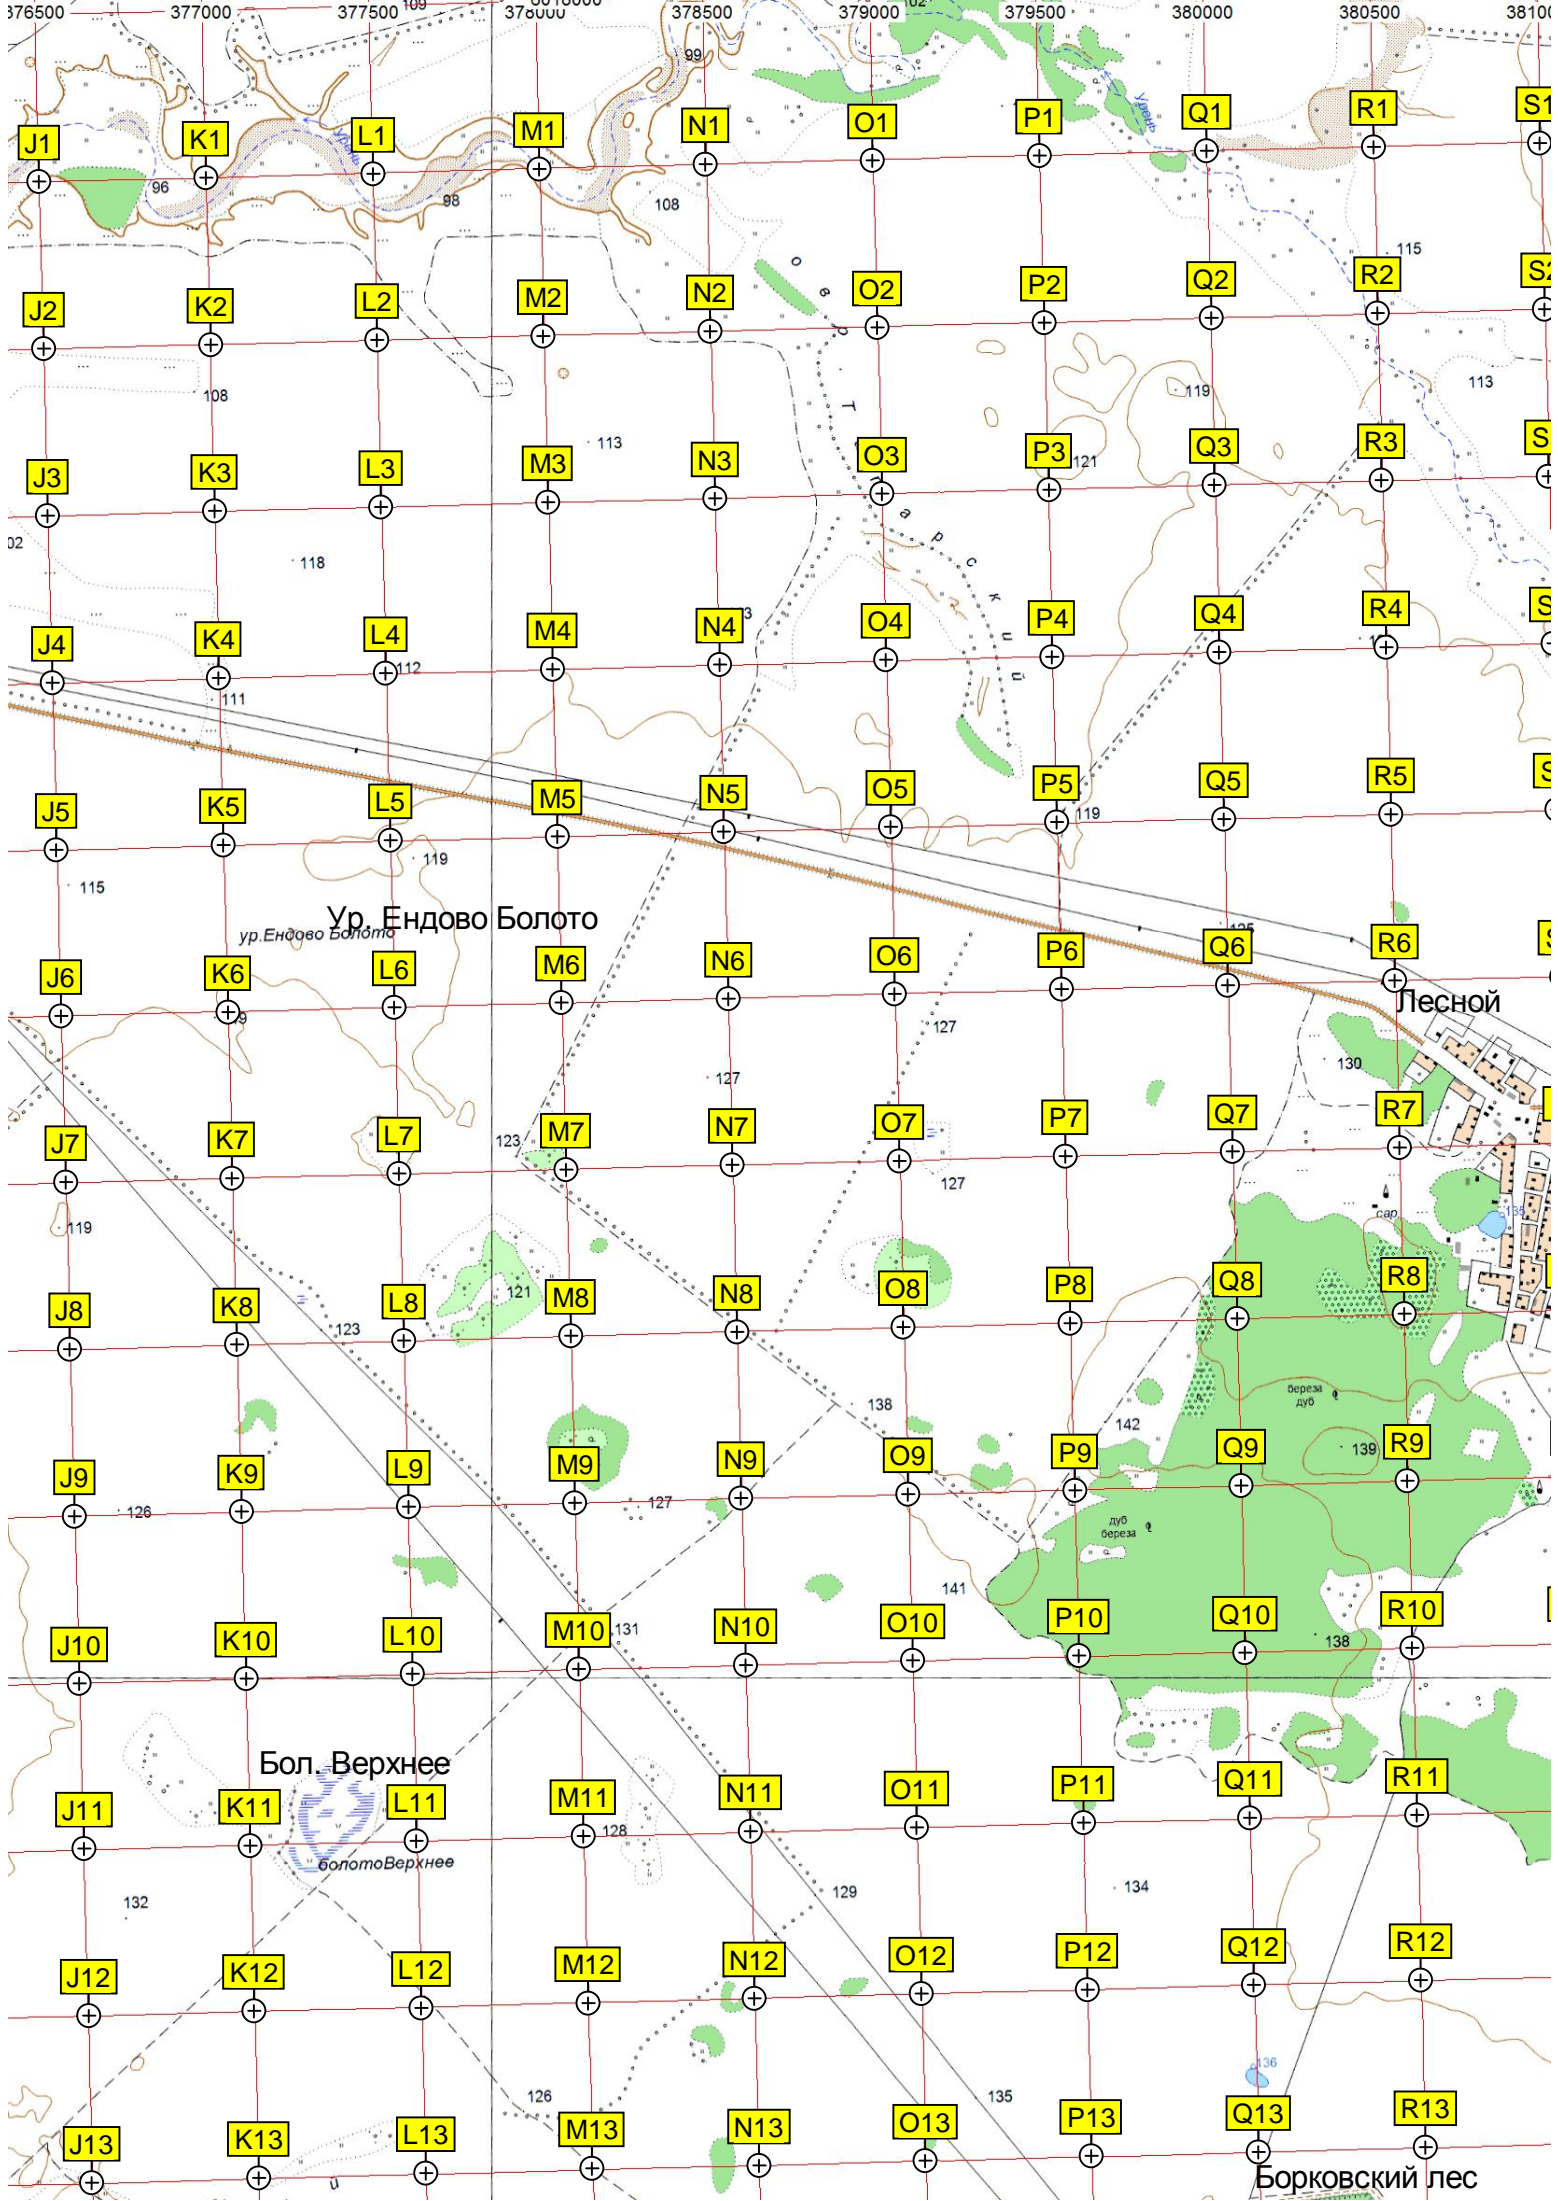 376500 377000 377500 109 378000 378500 379000 102 379500 380000 380500
99
J1 K1 L1 M1 N1 O1 P1 Q1 R1 S1
Урень Урень
96 98 108
115
о в р . Т
J2 K2 L2 M2 N2 O2 P2 Q2 R2
108 119 113
113 121
J3 K3 L3 M3 N3 O3 P3 Q3 R3
а р с к и й
02 118
J4 K4 L4 M4 N4 O4 P4 Q4 R4
111 112
J5 K5 L5 M5 N5 O5 P5 Q5 R5
115 119 119
Ур. Ендово Болото
ур.Ендово Болото
J6 K6 L6 M6 N6 O6 P6 Q6 R6
Лесной
127 127 130
J7 K7 L7 M7 N7 O7 P7 Q7 R7
123
119 127 сар. 135
J8 K8 L8 M8 N8 O8 P8 Q8 R8
121
123
138 142
береза
дуб
139
J9 K9 L9 M9 N9 O9 P9 Q9 R9
126 127
дуб
береза
141
J10 K10 L10 M10 N10 O10 P10 Q10 R10
131 138
Бол. Верхнее
J11 K11 L11 M11 N11 O11 P11 Q11 R11
128
болотоВерхнее
132 129 134
J12 K12 L12 M12 N12 O12 P12 Q12 R12
136
126 135
J13 K13 L13 M13 N13 O13 P13 Q13 R13
й
Борковский лес